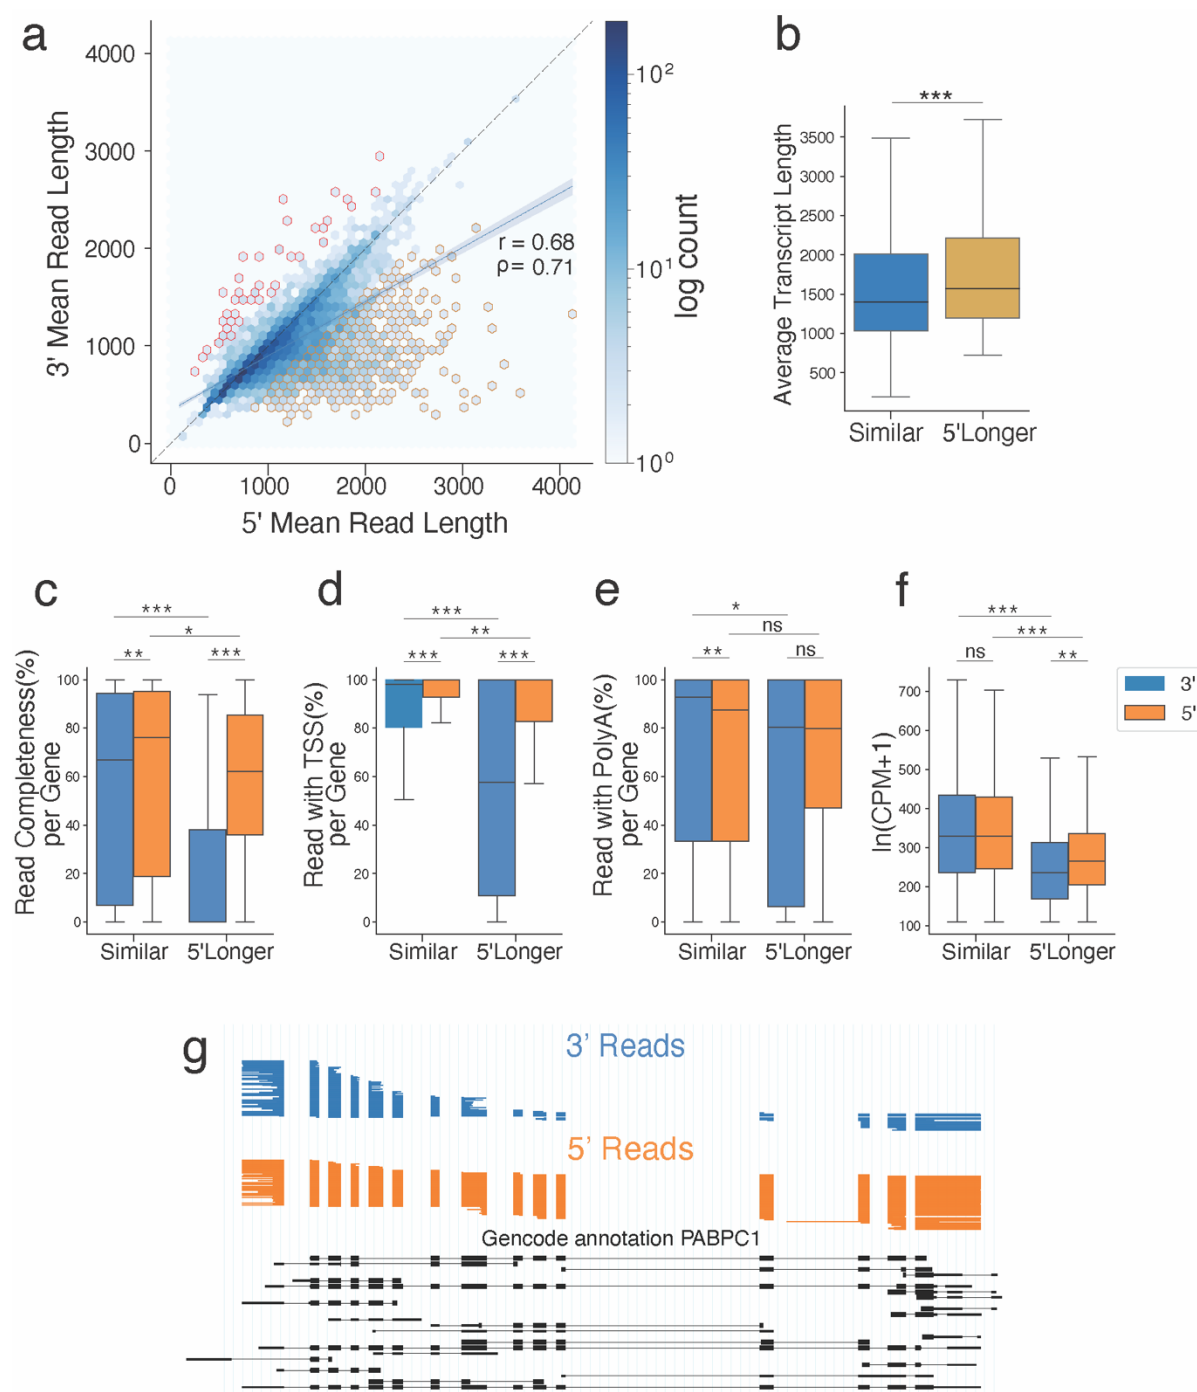 a
4000
3000
2000
1000
0
3' Mean Read Length
r = 0.68
ρ= 0.71
0 1000 2000 3000 4000
5' Mean Read Length
10²
10¹
10⁰
log count
b
***
3500
3000
2500
2000
1500
1000
500
Average Transcript Length
Similar 5'Longer
c
***
*
** ***
100
80
60
40
20
0
Read Completeness(%)
per Gene
Similar 5'Longer
d
***
**
*** ***
100
80
60
40
20
0
Read with TSS(%)
per Gene
Similar 5'Longer
e
*
ns
** ns
100
80
60
40
20
0
Read with PolyA(%)
per Gene
Similar 5'Longer
f
***
***
ns **
700
600
500
400
300
200
100
ln(CPM+1)
Similar 5'Longer
3'
5'
g
3’ Reads
5’ Reads
Gencode annotation PABPC1